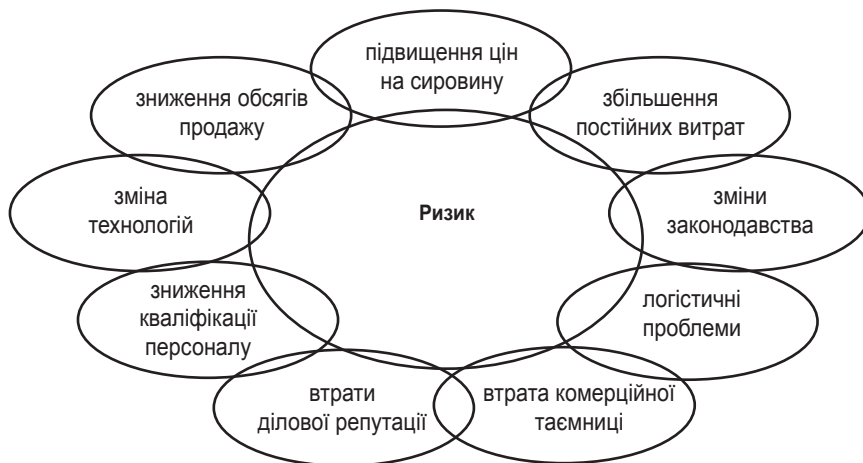 підвищення цін
на сировину
зниження обсягів
продажу
збільшення
постійних витрат
зміна
технологій
Ризик
зміни
законодавства
зниження
кваліфікації
персоналу
логістичні
проблеми
втрати
ділової репутації
втрата комерційної
таємниці